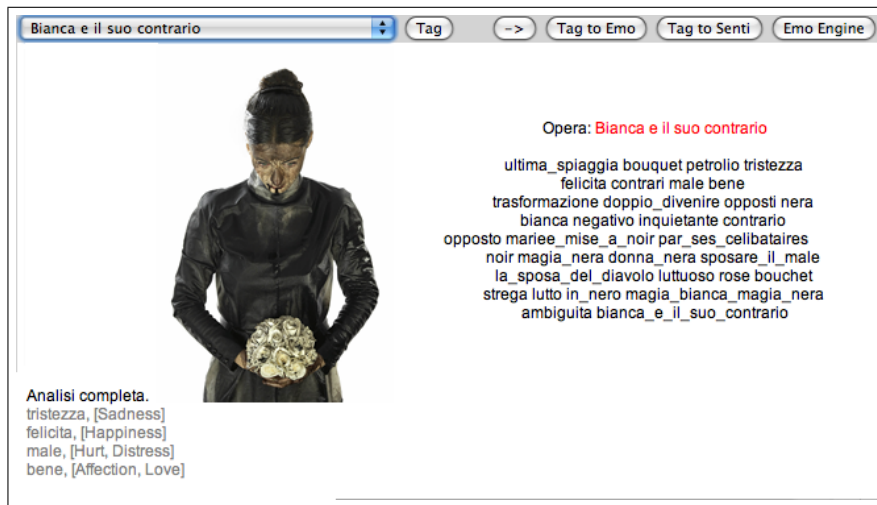 Bianca e il suo contrario Tag -> Tag to Emo Tag to Senti Emo Engine
Opera: Bianca e il suo contrario
ultima_spiaggia bouquet petrolio tristezza
felicita contrari male bene
trasformazione doppio_divenire opposti nera
bianca negativo inquietante contrario
opposto mariee_mise_a_noir par_ses_celibataires
noir magia_nera donna_nera sposare_il_male
la_sposa_del_diavolo luttuoso rose bouchet
strega lutto in_nero magia_bianca_magia_nera
ambiguita bianca_e_il_suo_contrario
Analisi completa.
tristezza, [Sadness]
felicita, [Happiness]
male, [Hurt, Distress]
bene, [Affection, Love]